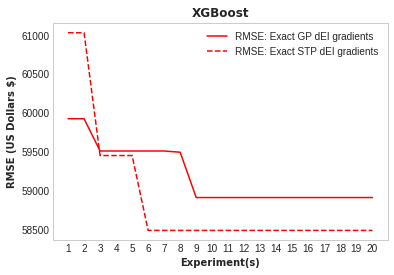 XGBoost
RMSE: Exact GP dEI gradients
RMSE: Exact STP dEI gradients
RMSE (US Dollars $)
61000
60500
60000
59500
59000
58500
1 2 3 4 5 6 7 8 9 10 11 12 13 14 15 16 17 18 19 20
Experiment(s)